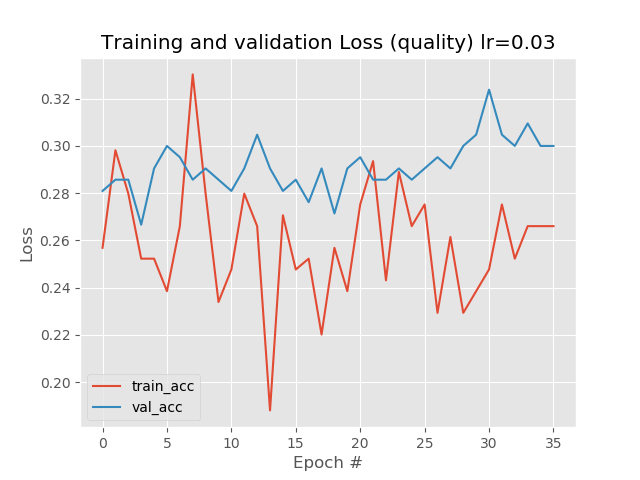 Training and validation Loss (quality) lr=0.03
Loss
0.32
0.30
0.28
0.26
0.24
0.22
0.20
train_acc
val_acc
0 5 10 15 20 25 30 35
Epoch #